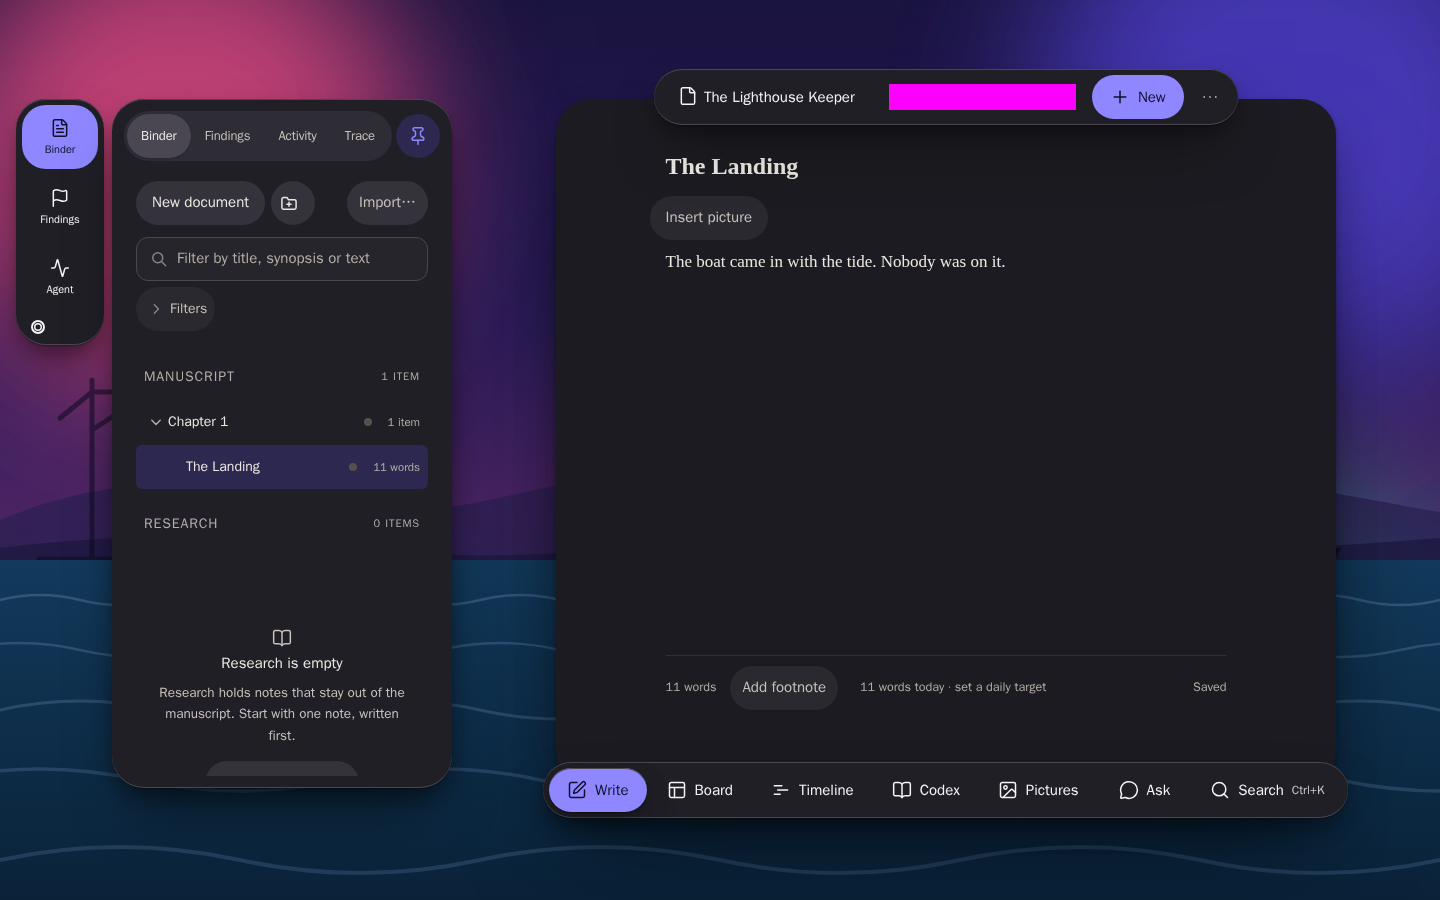 The Lighthouse Keeper
New
Binder
Findings
Agent
Binder Findings Activity Trace
New document
Import···
Filter by title, synopsis or text
Filters
MANUSCRIPT 1 ITEM
Chapter 1 1 item
The Landing 11 words
RESEARCH 0 ITEMS
Research is empty
Research holds notes that stay out of the
manuscript. Start with one note, written
first.
The Landing
Insert picture
The boat came in with the tide. Nobody was on it.
11 words Add footnote 11 words today · set a daily target Saved
Write Board Timeline Codex Pictures Ask Search Ctrl+K